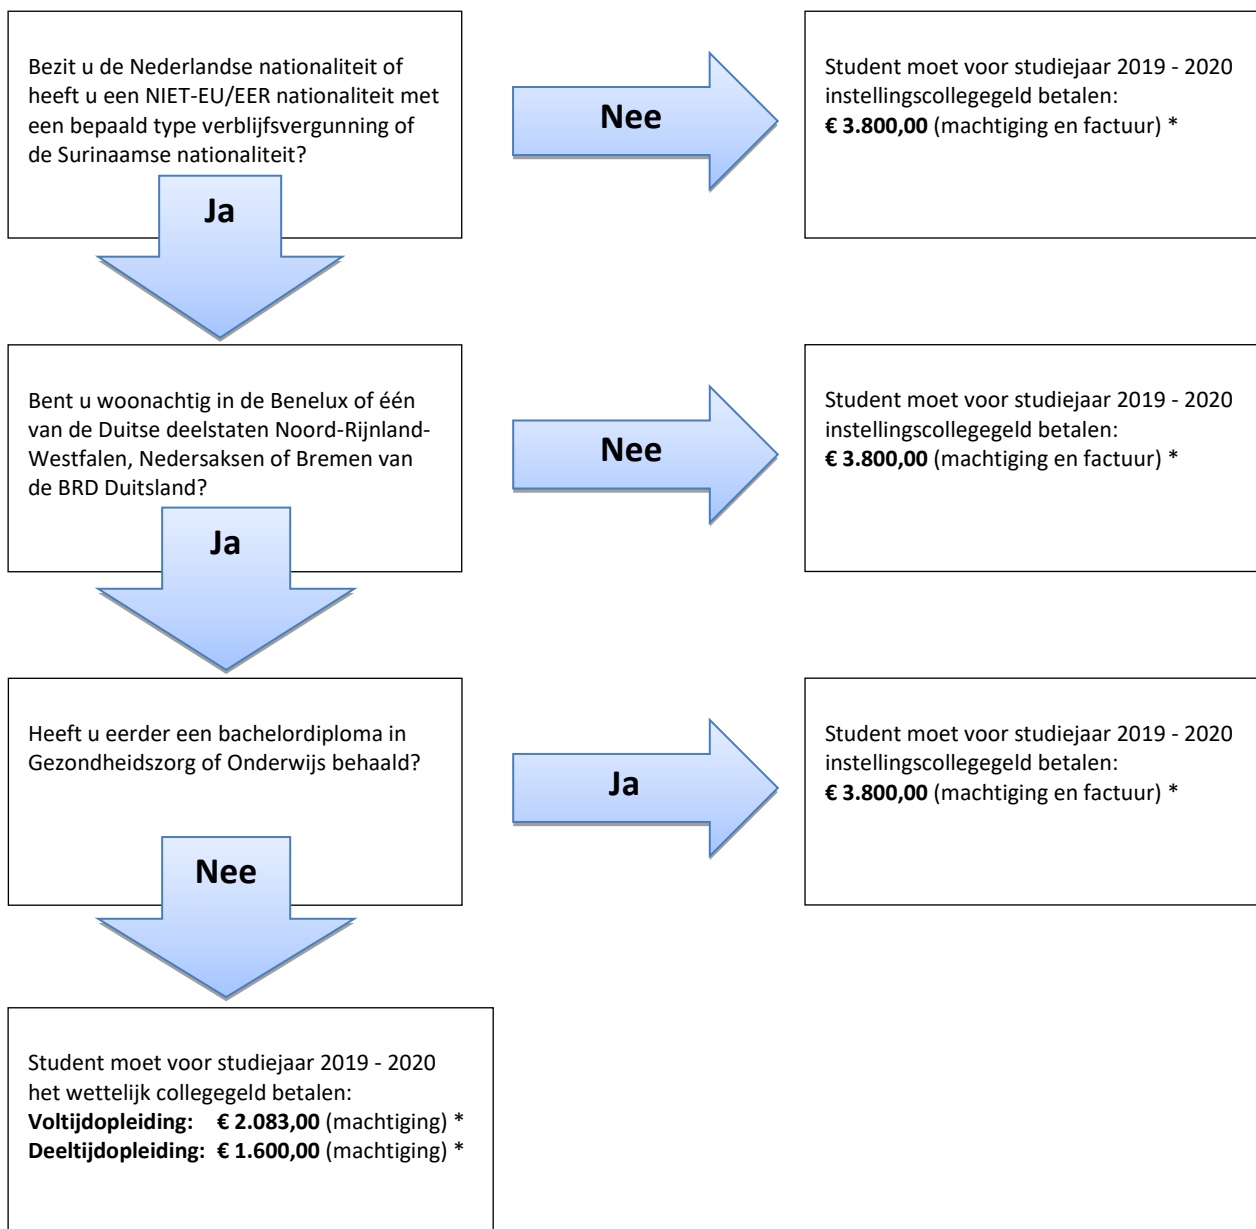 Bezit u de Nederlandse nationaliteit of
heeft u een NIET-EU/EER nationaliteit met
een bepaald type verblijfsvergunning of
de Surinaamse nationaliteit?
Nee
Student moet voor studiejaar 2019 - 2020
instellingscollegegeld betalen:
€ 3.800,00 (machtiging en factuur) *
Ja
Bent u woonachtig in de Benelux of één
van de Duitse deelstaten Noord-Rijnland-
Westfalen, Nedersaksen of Bremen van
de BRD Duitsland?
Nee
Student moet voor studiejaar 2019 - 2020
instellingscollegegeld betalen:
€ 3.800,00 (machtiging en factuur) *
Ja
Heeft u eerder een bachelordiploma in
Gezondheidszorg of Onderwijs behaald?
Ja
Student moet voor studiejaar 2019 - 2020
instellingscollegegeld betalen:
€ 3.800,00 (machtiging en factuur) *
Nee
Student moet voor studiejaar 2019 - 2020
het wettelijk collegegeld betalen:
Voltijdopleiding: € 2.083,00 (machtiging) *
Deeltijdopleiding: € 1.600,00 (machtiging) *